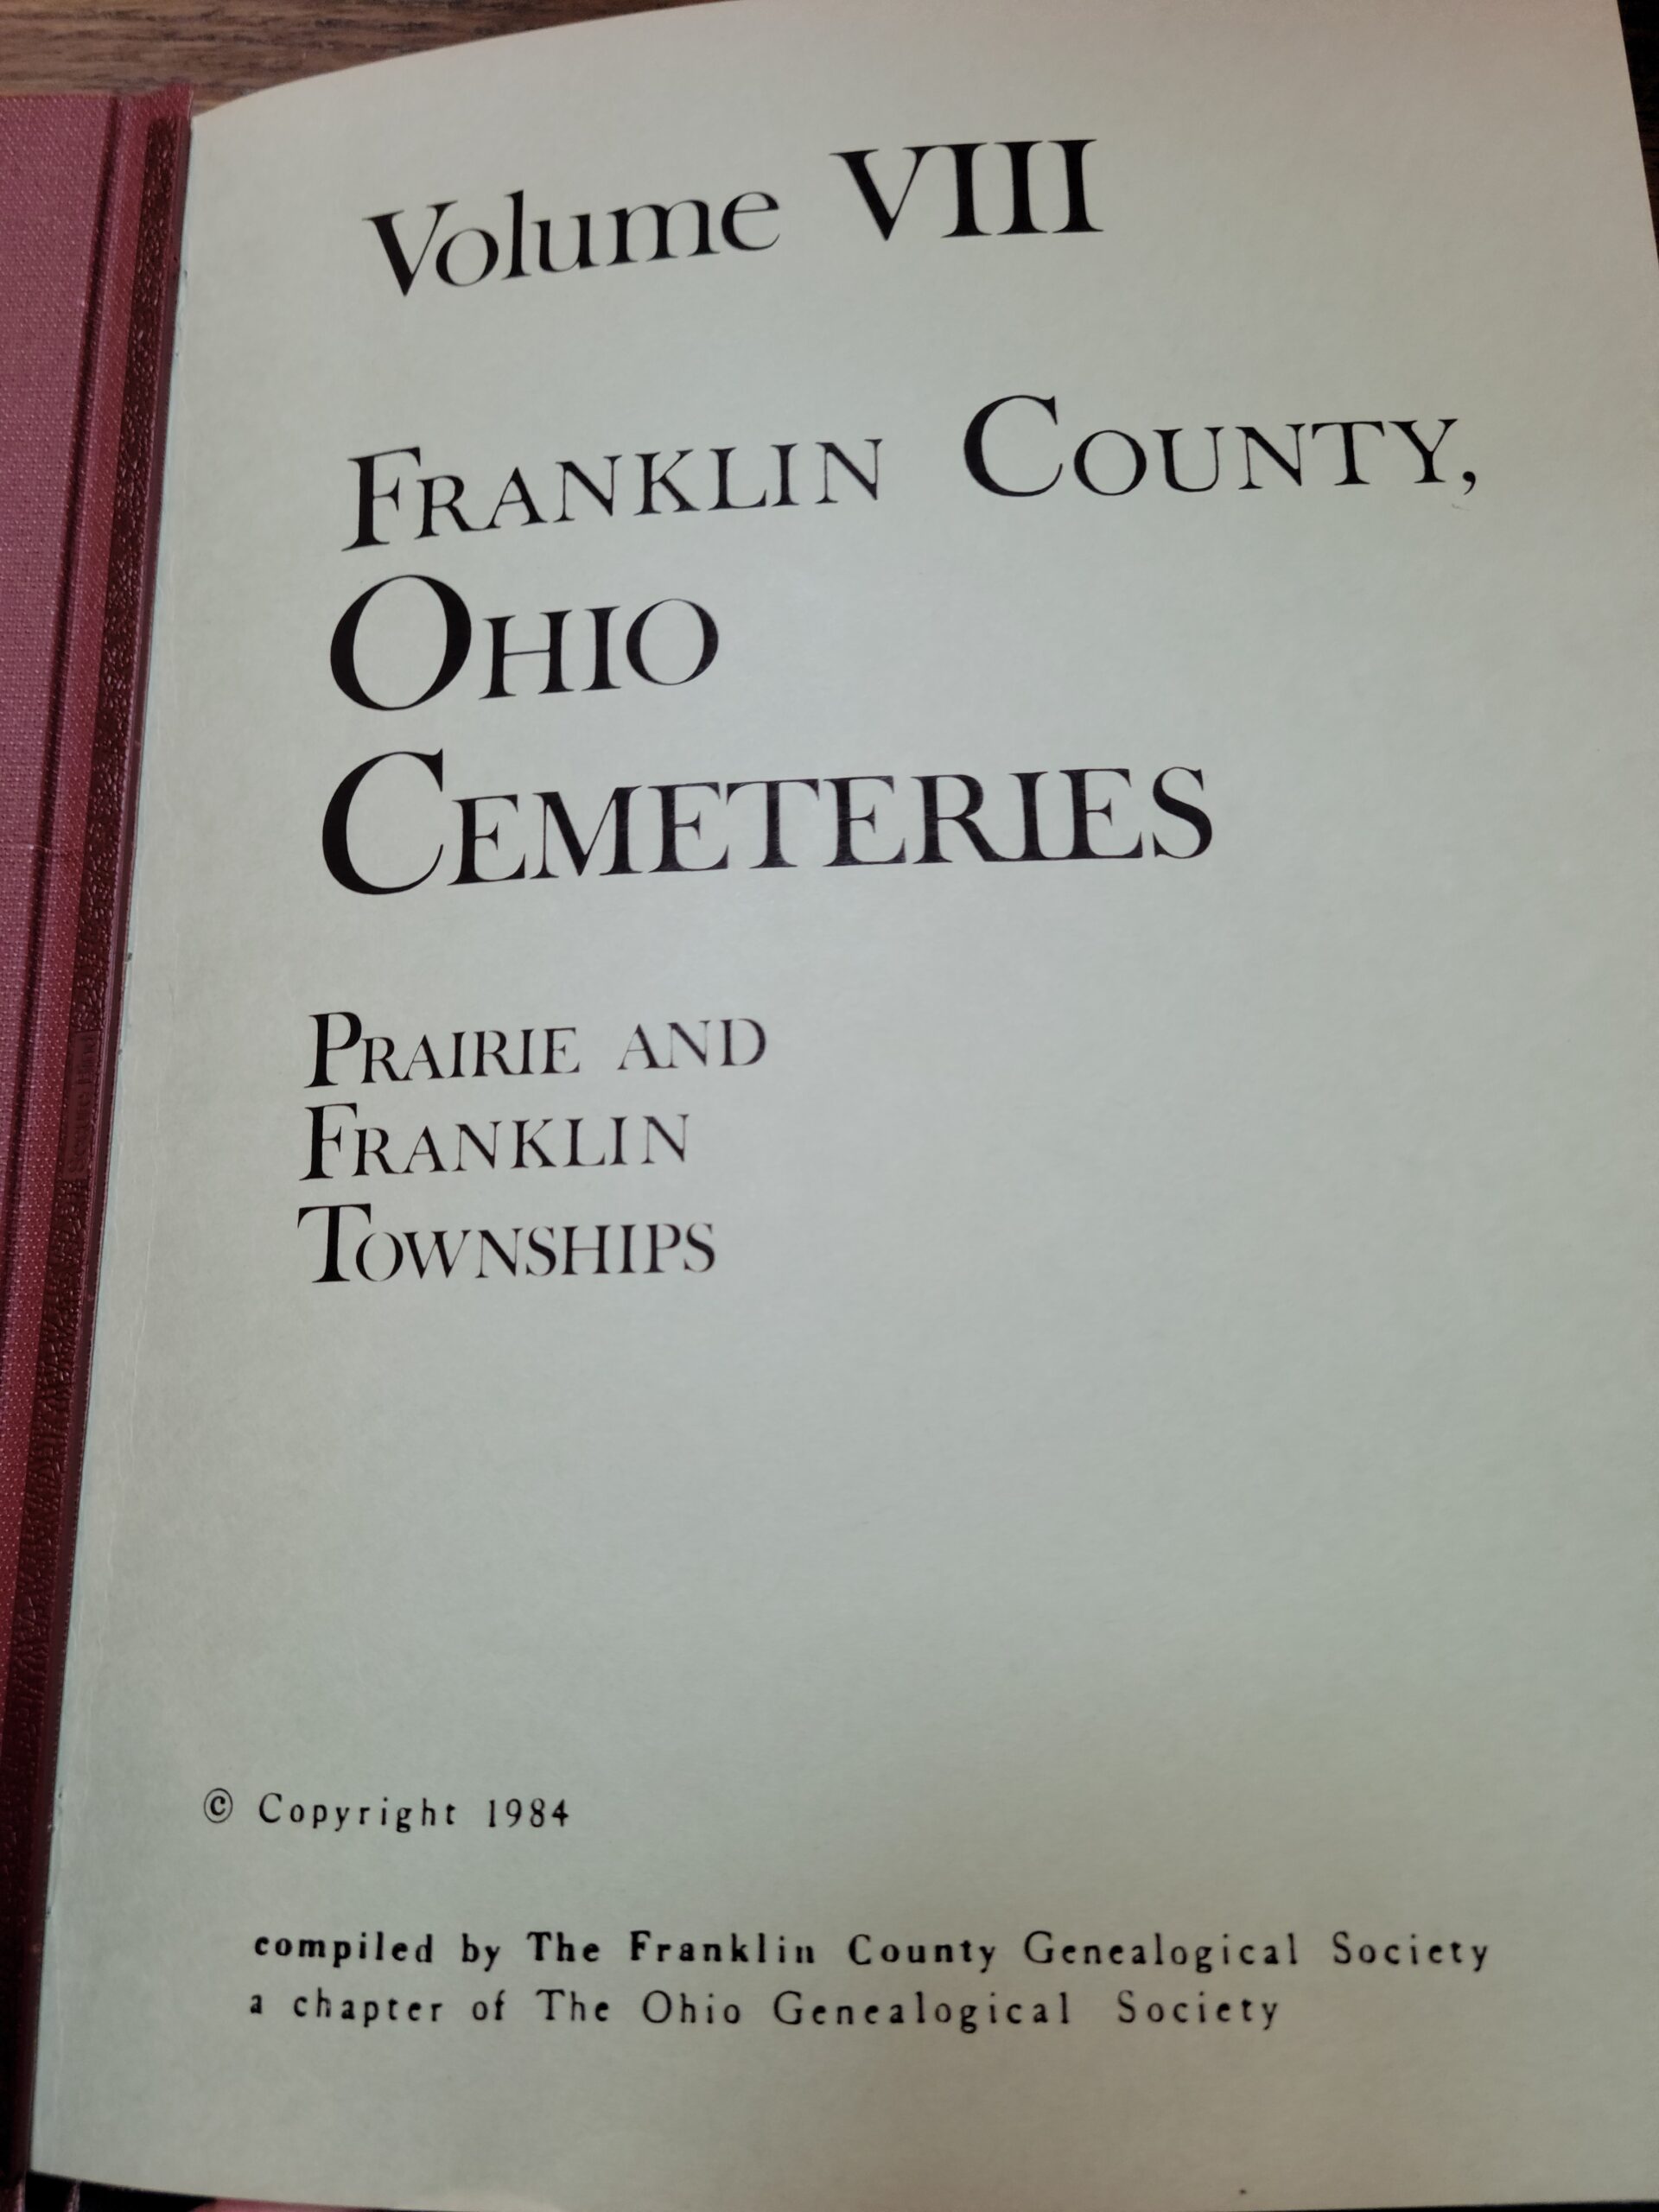 Volume VIII
FRANKLIN COUNTY,
OHIO
CEMETERIES
PRAIRIE AND
FRANKLIN
TOWNSHIPS
© Copyright 1984
compiled by The Franklin County Genealogical Society
a chapter of The Ohio Genealogical Society